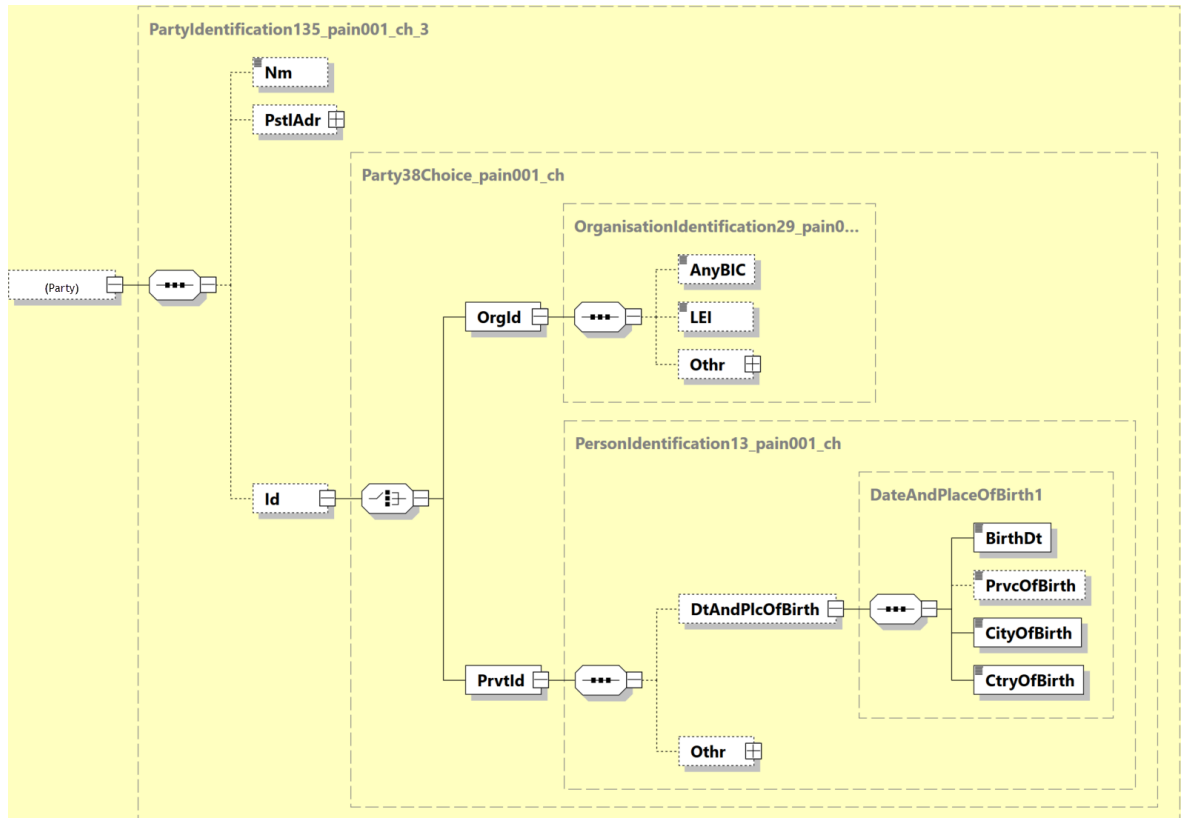 PartyIdentification135_pain001_ch_3
Nm
PstlAdr
Party38Choice_pain001_ch
OrganisationIdentification29_pain0...
(Party)
AnyBIC
OrgId
LEI
Othr
PersonIdentification13_pain001_ch
Id
DateAndPlaceOfBirth1
BirthDt
PrvcOfBirth
DtAndPlcOfBirth
CityOfBirth
PrvtId
CtryOfBirth
Othr